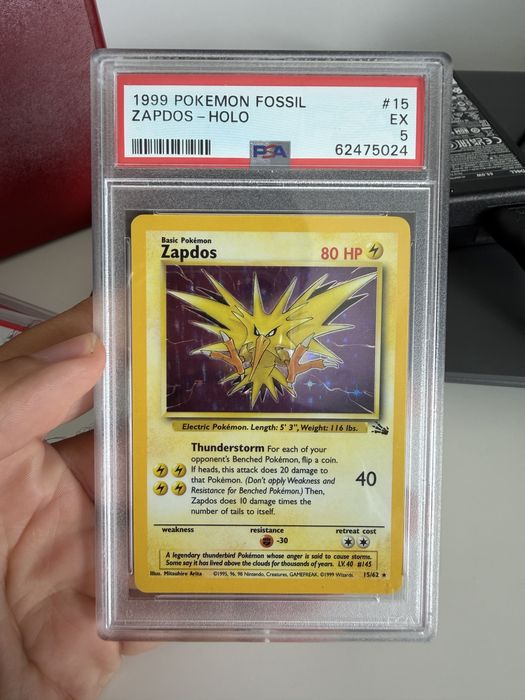 1999 POKEMON FOSSIL #15
ZAPDOS - HOLO EX
5
PSA 62475024
Basic Pokémon
Zapdos 80 HP
Electric Pokémon. Length: 5' 3", Weight: 116 lbs.
Thunderstorm For each of your
opponent's Benched Pokémon, flip a coin.
If heads, this attack does 20 damage to
that Pokémon. (Don't apply Weakness and
Resistance for Benched Pokémon.) Then,
Zapdos does 10 damage times the
number of tails to itself.
40
weakness resistance retreat cost
-30
A legendary thunderbird Pokémon whose anger is said to cause storms.
Some say it has lived above the clouds for thousands of years. LV. 40 #145
Illus. Mitsuhiro Arita ©1995, 96, 98 Nintendo, Creatures, GAMEFREAK. ©1999 Wizards. 15/62 ★